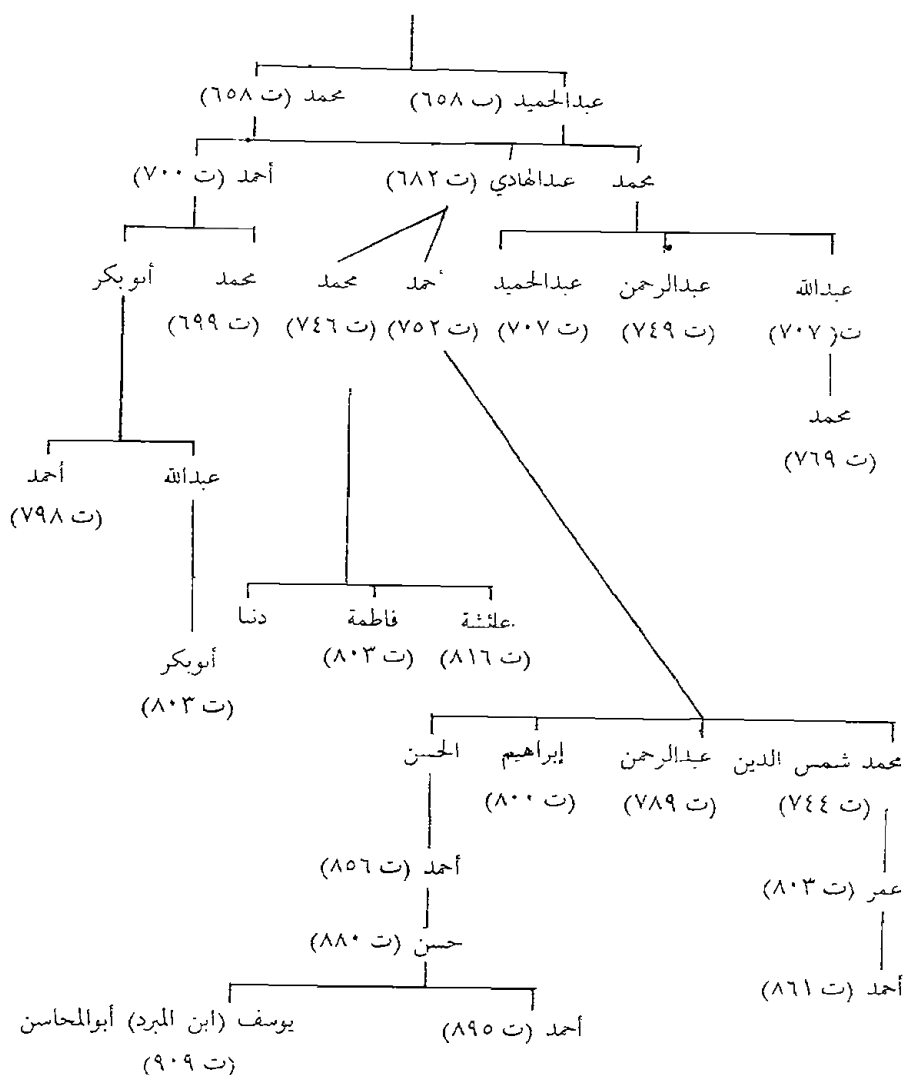 عبدالحميد (ب ٦٥٨) محمد (ت ٦٥٨)
محمد عبدالهادي (ت ٦٨٢) أحمد (ت ٧٠٠)
عبدالله عبدالرحمن عبدالحميد أحمد محمد محمد أبوبكر
ت( ٧٠٧) (ت ٧٤٩) (ت ٧٠٧) (ت ٧٥٢) (ت ٧٤٦) (ت ٦٩٩)
محمد
(ت ٧٦٩)
عبدالله أحمد
(ت ٧٩٨)
عائشة فاطمة دنيا
(ت ٨١٦) (ت ٨٠٣)
أبوبكر
(ت ٨٠٣)
محمد شمس الدين عبدالرحمن إبراهيم الحسن
(ت ٧٤٤) (ت ٧٨٩) (ت ٨٠٠)
أحمد (ت ٨٥٦)
عمر (ت ٨٠٣)
حسن (ت ٨٨٠)
أحمد (ت ٨٦١)
أحمد (ت ٨٩٥) يوسف (ابن المبرد) أبوالمحاسن
(ت ٩٠٩)